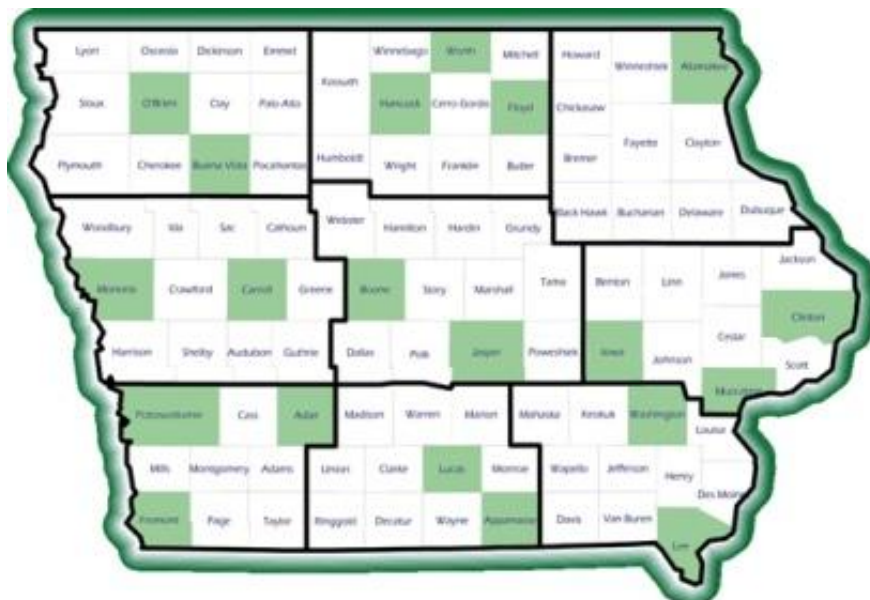 Lyon Osceola Dickinson Emmet
Winnebago Worth Mitchell
Howard Winneshiek Allamakee
Sioux O'Brien Clay Palo Alto
Kossuth Hancock Cerro Gordo Floyd
Chickasaw
Plymouth Cherokee Buena Vista Pocahontas
Humboldt Wright Franklin Butler
Bremer Fayette Clayton
Black Hawk Buchanan Delaware Dubuque
Woodbury Ida Sac Calhoun
Webster Hamilton Hardin Grundy
Monona Crawford Carroll Greene
Boone Story Marshall Tama
Benton Linn Jones Jackson
Harrison Shelby Audubon Guthrie
Dallas Polk Jasper Poweshiek
Iowa Johnson Cedar Clinton
Scott
Muscatine
Pottawattamie Cass Adair
Madison Warren Marion
Mahaska Keokuk Washington Louisa
Mills Montgomery Adams
Union Clarke Lucas Monroe
Wapello Jefferson Henry Des Moines
Fremont Page Taylor
Ringgold Decatur Wayne Appanoose
Davis Van Buren Lee